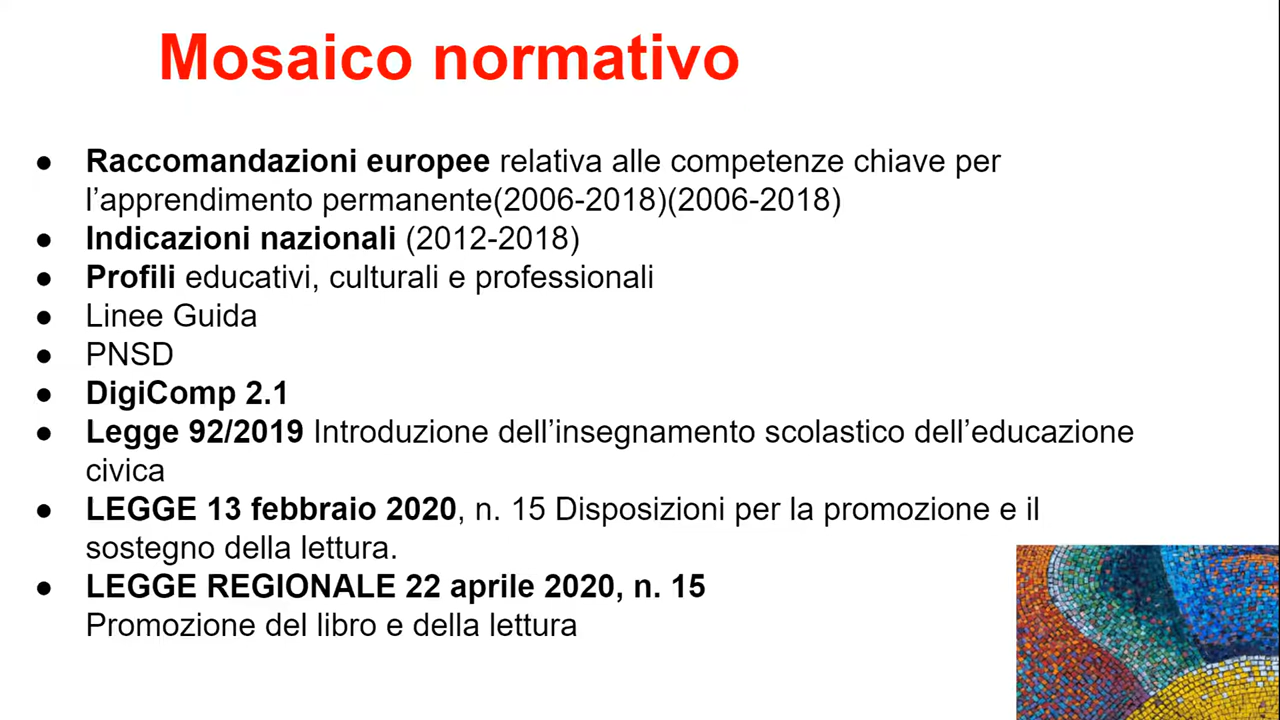 Mosaico normativo
● Raccomandazioni europee relativa alle competenze chiave per
l’apprendimento permanente(2006-2018)(2006-2018)
● Indicazioni nazionali (2012-2018)
● Profili educativi, culturali e professionali
● Linee Guida
● PNSD
● DigiComp 2.1
● Legge 92/2019 Introduzione dell’insegnamento scolastico dell’educazione
civica
● LEGGE 13 febbraio 2020, n. 15 Disposizioni per la promozione e il
sostegno della lettura.
● LEGGE REGIONALE 22 aprile 2020, n. 15
Promozione del libro e della lettura